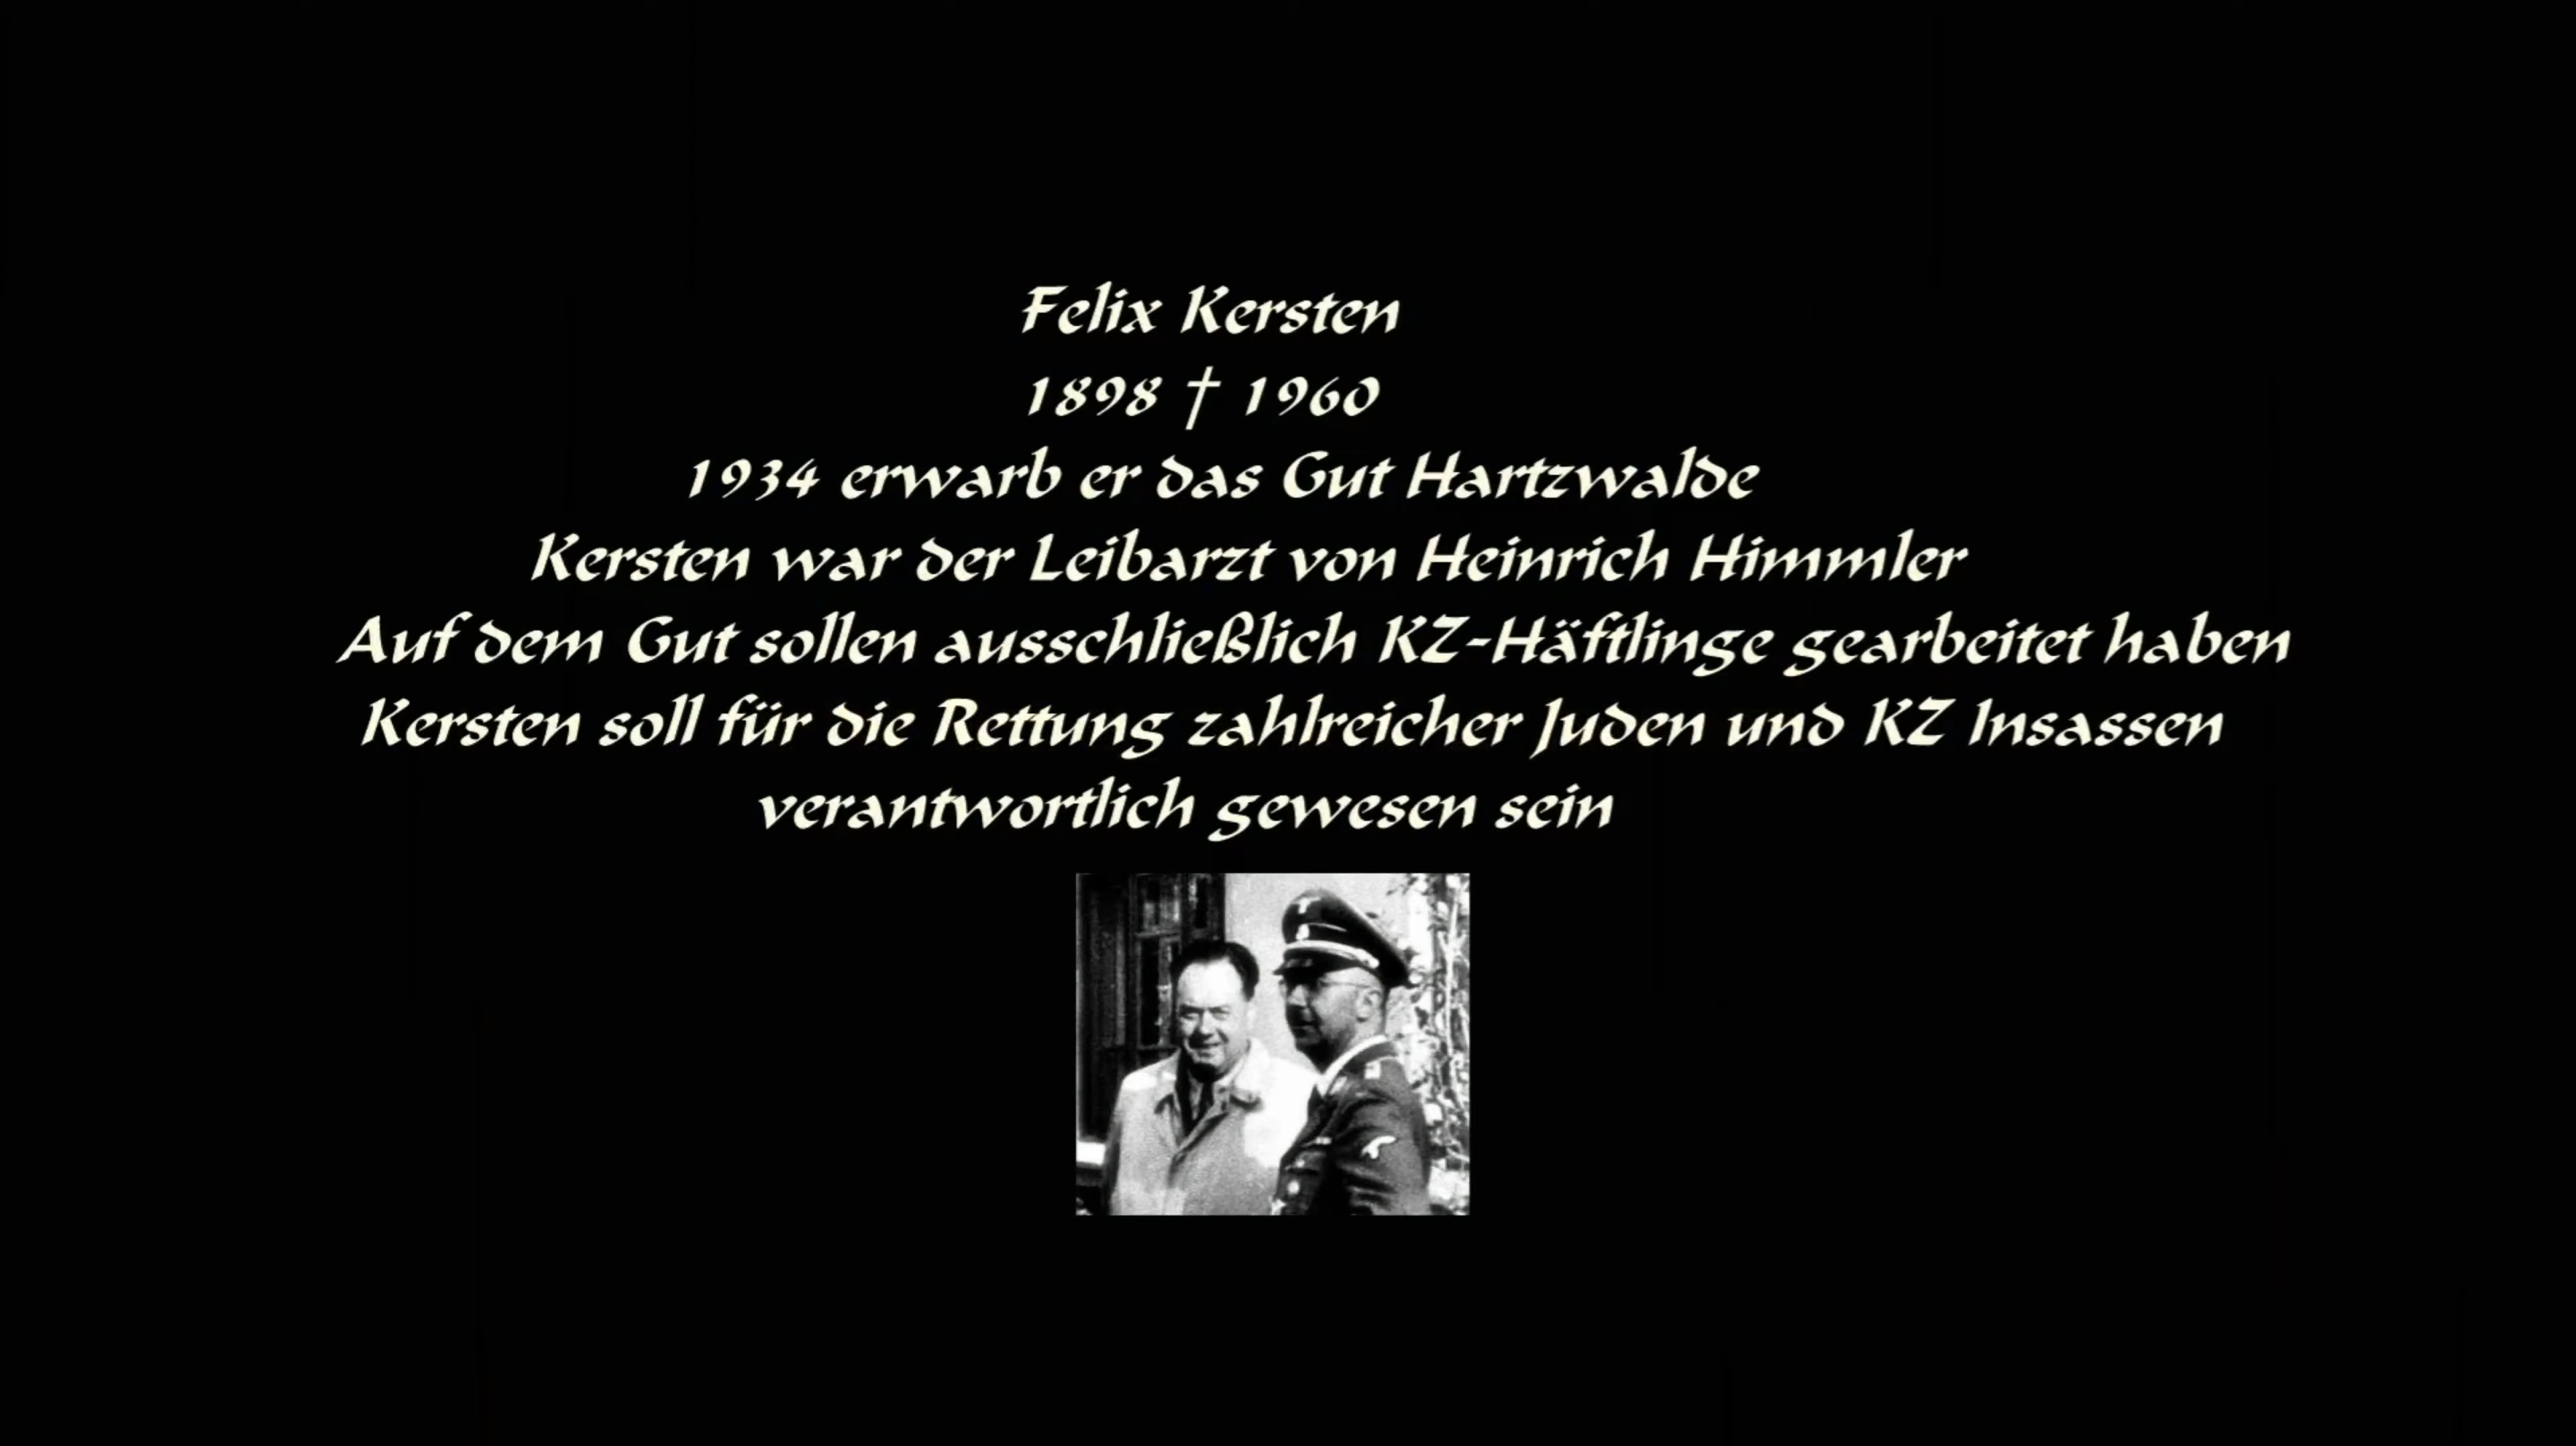 Felix Kersten
1898 † 1960
1934 erwarb er das Gut Hartzwalde
Kersten war der Leibarzt von Heinrich Himmler
Auf dem Gut sollen ausschließlich KZ-Häftlinge gearbeitet haben
Kersten soll für die Rettung zahlreicher Juden und KZ Insassen
verantwortlich gewesen sein